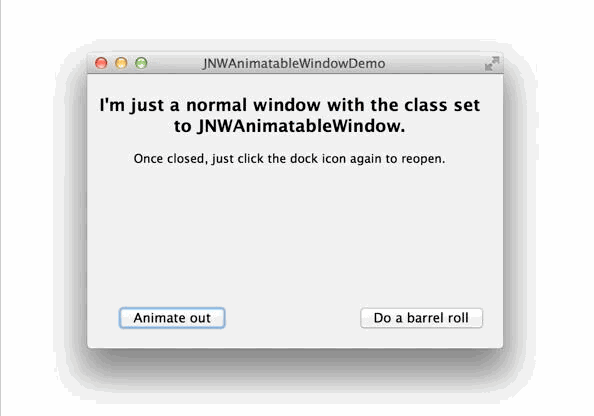 JNWAnimatableWindowDemo
I'm just a normal window with the class set
to JNWAnimatableWindow.
Once closed, just click the dock icon again to reopen.
Animate out
Do a barrel roll